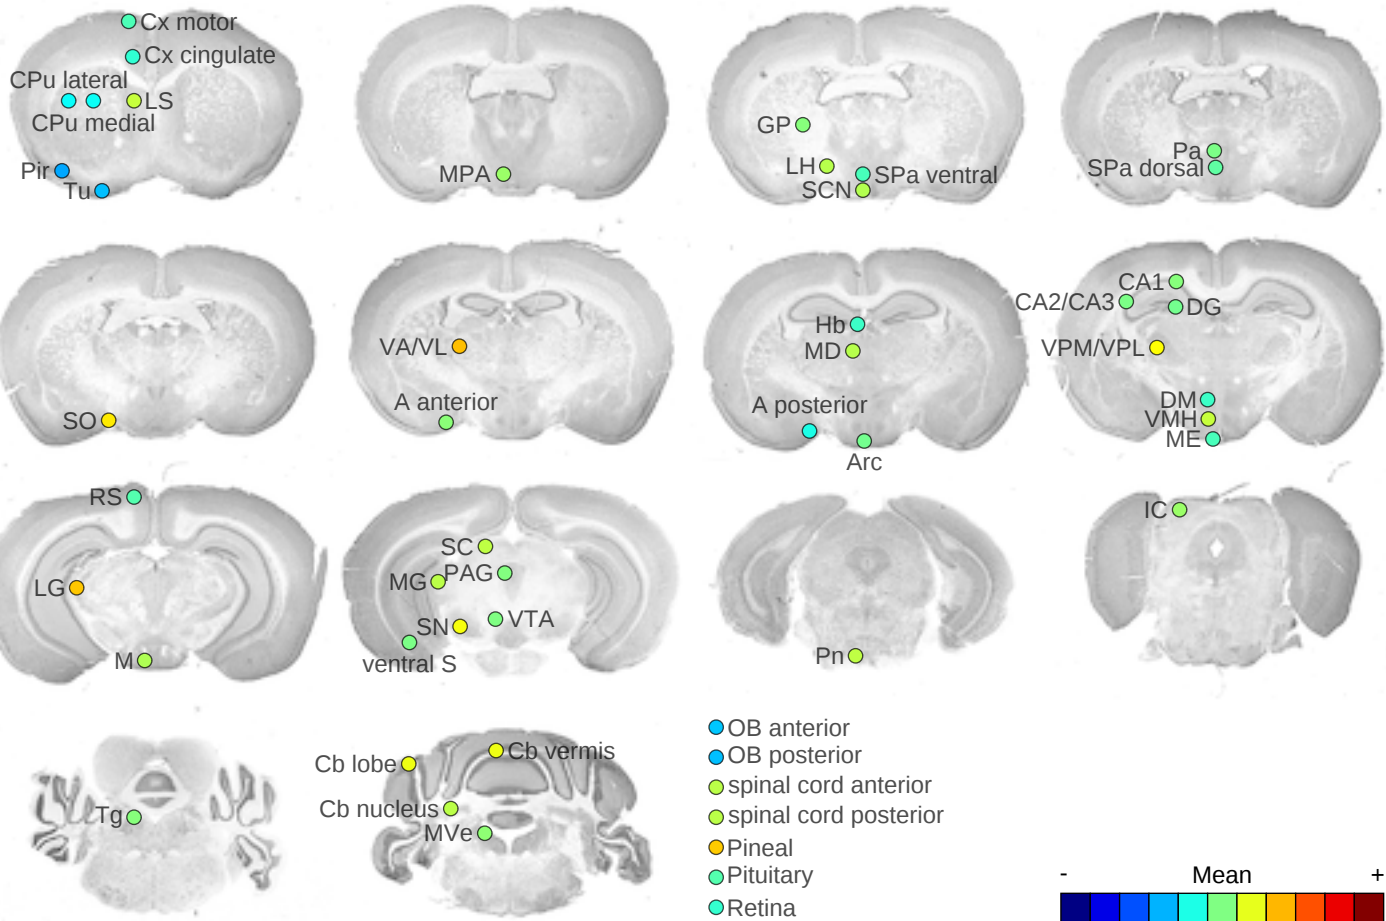 Cx motor
Cx cingulate
CPu lateral
LS
CPu medial
Pir
Tu
MPA
GP
LH
SPa ventral
SCN
Pa
SPa dorsal
SO
VA/VL
A anterior
Hb
MD
A posterior
Arc
CA1
CA2/CA3
DG
VPM/VPL
DM
VMH
ME
RS
LG
M
SC
MG
PAG
SN
VTA
ventral S
Pn
IC
Tg
Cb lobe
Cb vermis
Cb nucleus
MVe
OB anterior
OB posterior
spinal cord anterior
spinal cord posterior
Pineal
Pituitary
Retina
- Mean +